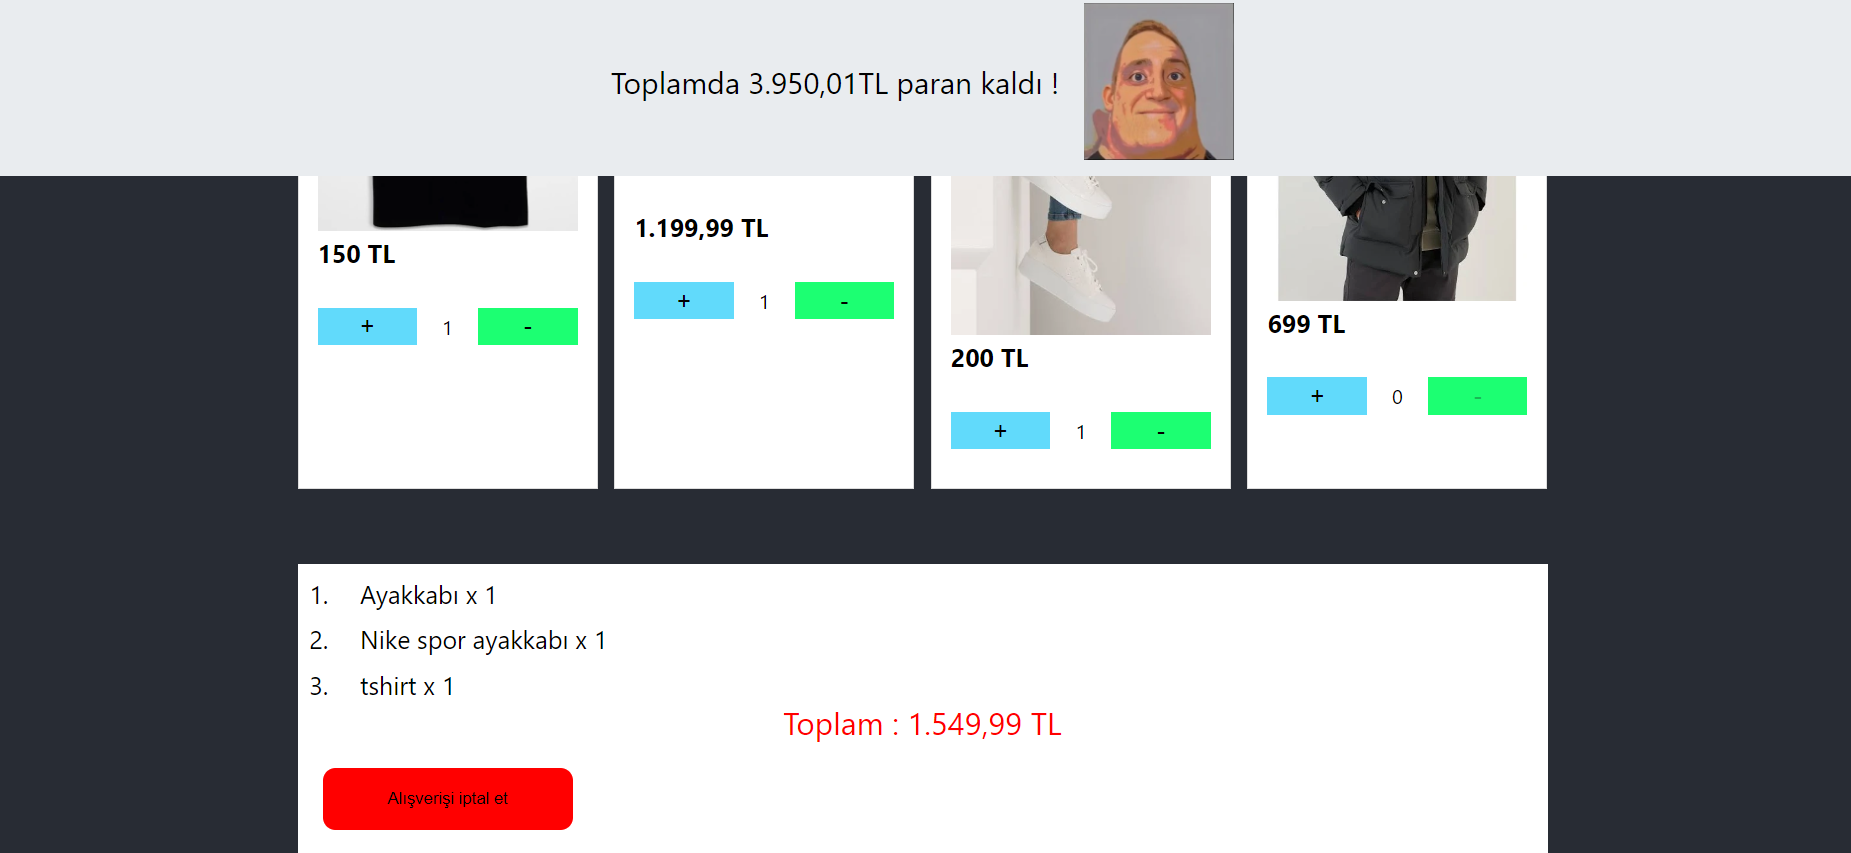 Toplamda 3.950,01TL paran kaldı !
150 TL
+ 1 -
1.199,99 TL
+ 1 -
200 TL
+ 1 -
699 TL
+ 0 -
1. Ayakkabı x 1
2. Nike spor ayakkabı x 1
3. tshirt x 1
Toplam : 1.549,99 TL
Alışverişi iptal et